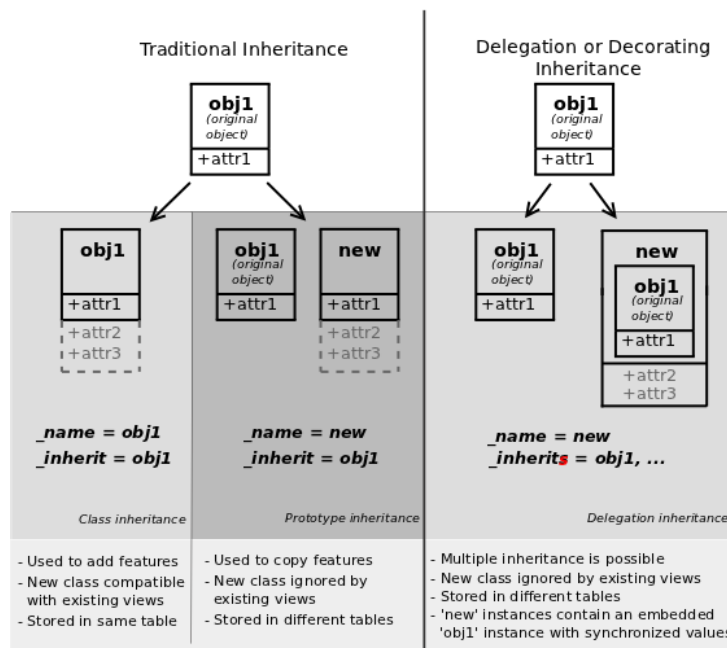 Traditional Inheritance
Delegation or Decorating
Inheritance
obj1
(original
object)
+attr1
obj1
(original
object)
+attr1
obj1
+attr1
+attr2
+attr3
_name = obj1
_inherit = obj1
Class inheritance
obj1
(original
object)
+attr1
new
+attr1
+attr2
+attr3
_name = new
_inherit = obj1
Prototype inheritance
obj1
(original
object)
+attr1
new
obj1
(original
object)
+attr1
+attr2
+attr3
_name = new
_inherits = obj1, ...
Delegation inheritance
- Used to add features
- New class compatible
with existing views
- Stored in same table
- Used to copy features
- New class ignored by
existing views
- Stored in different tables
- Multiple inheritance is possible
- New class ignored by existing views
- Stored in different tables
- 'new' instances contain an embedded
'obj1' instance with synchronized values